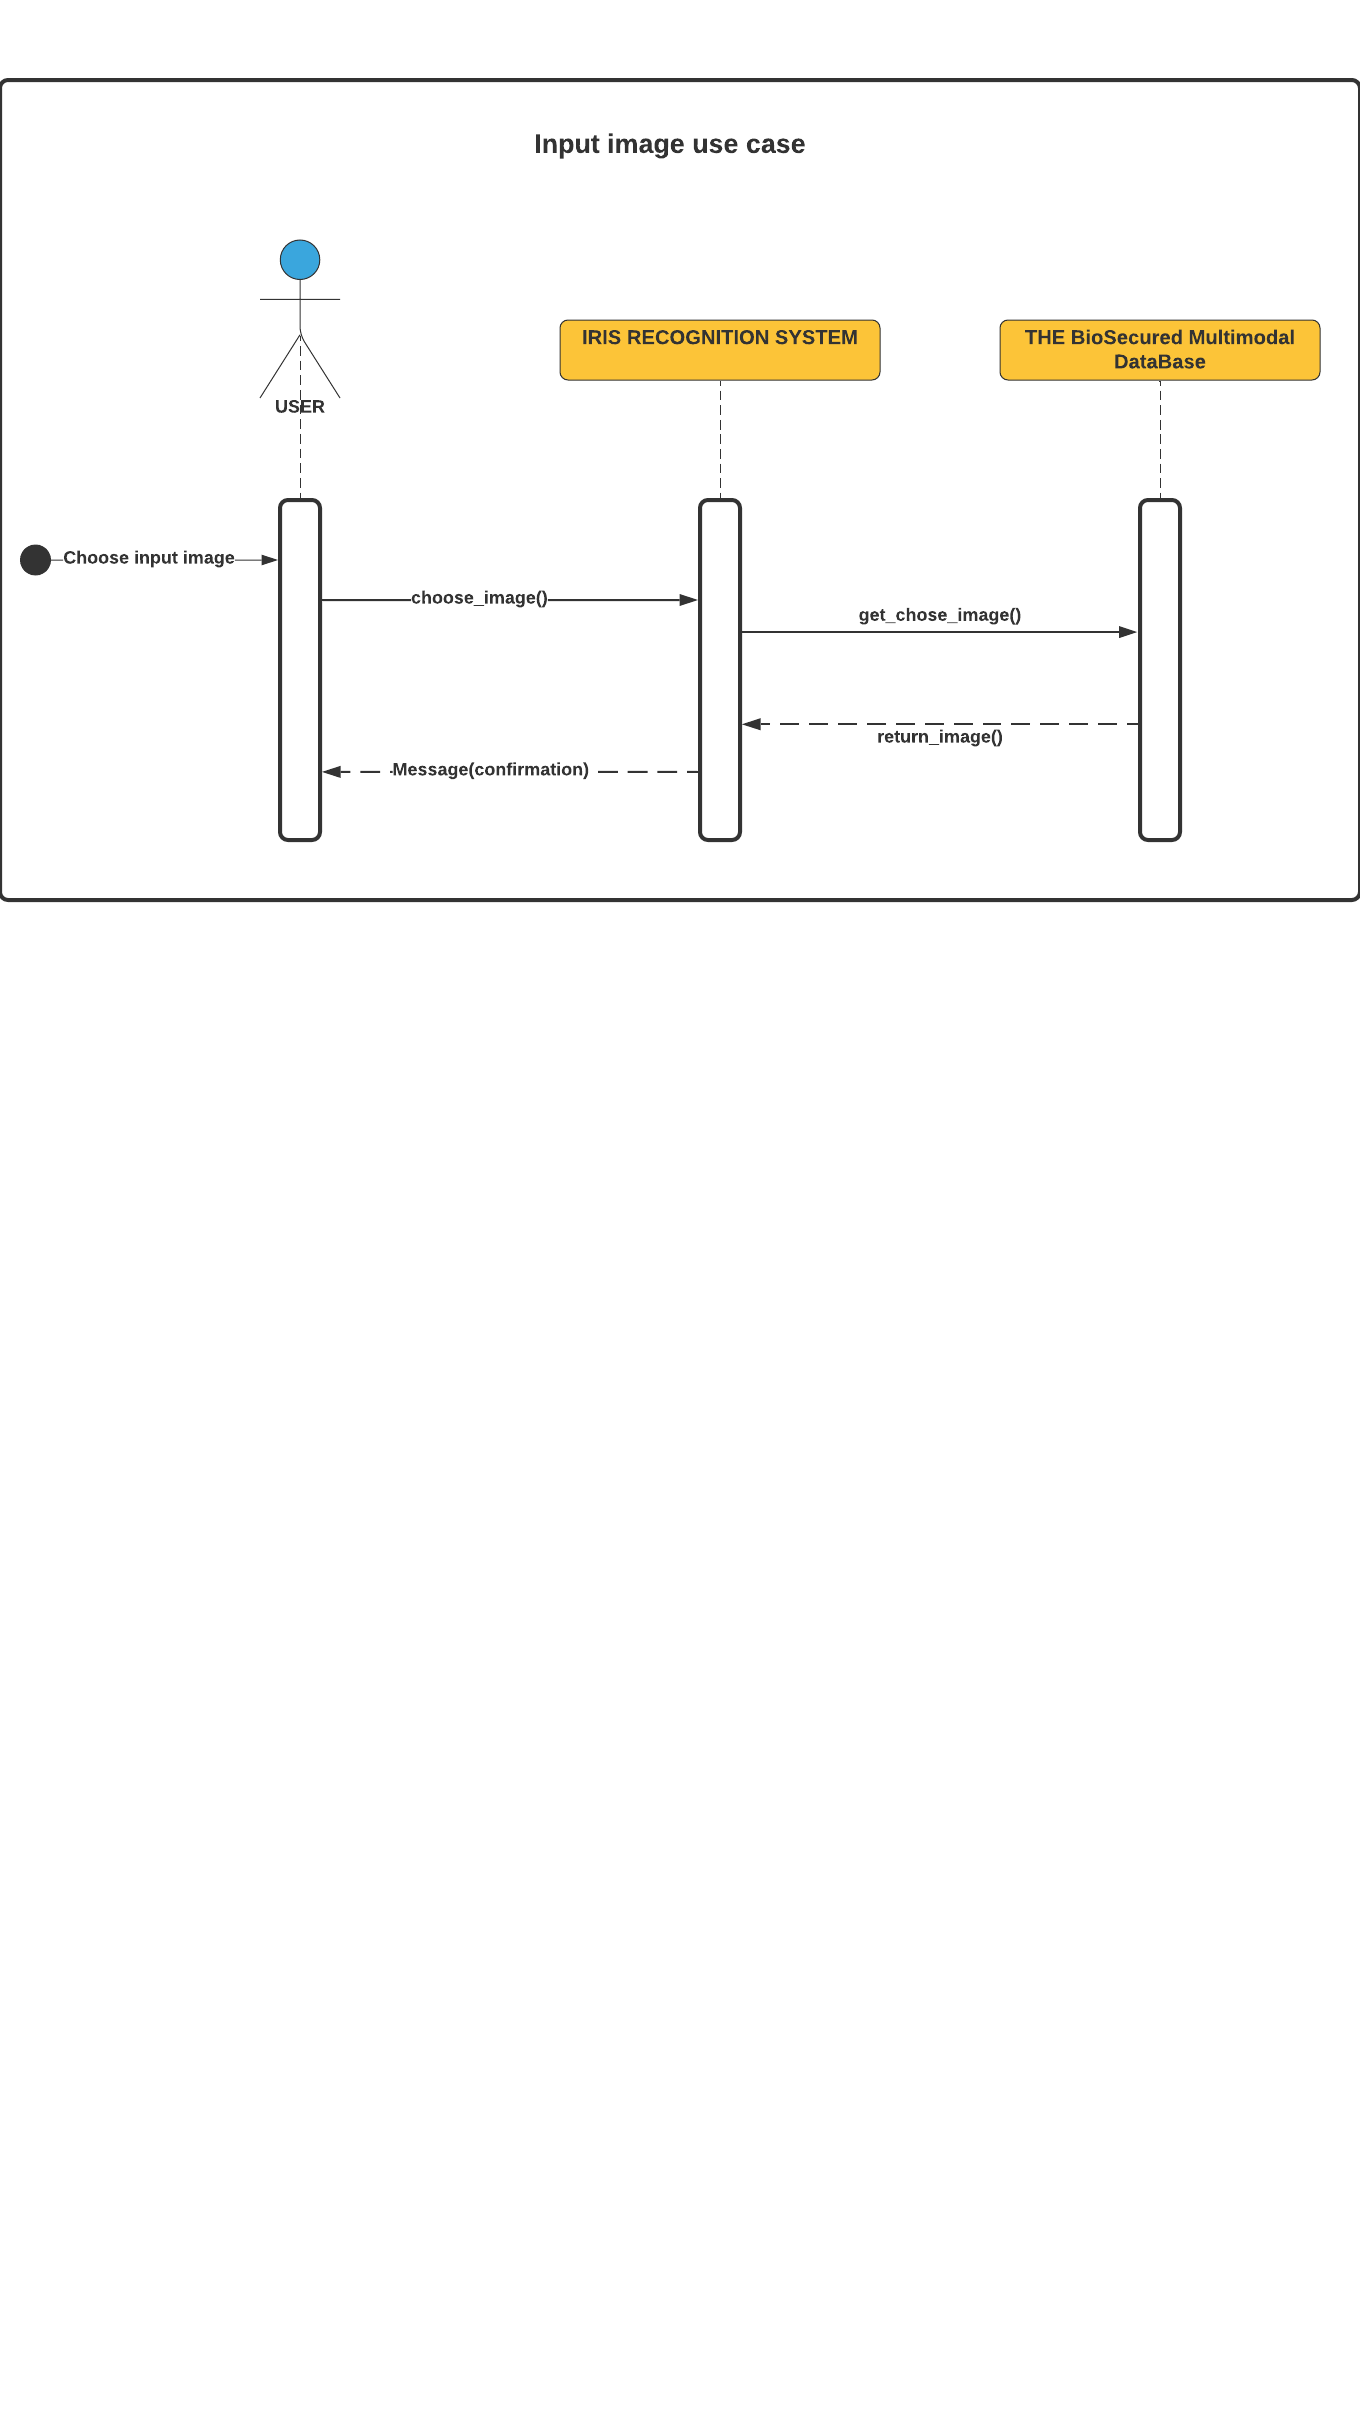 Input image use case
USER
IRIS RECOGNITION SYSTEM
THE BioSecured Multimodal
DataBase
Choose input image
choose_image()
get_chose_image()
return_image()
Message(confirmation)